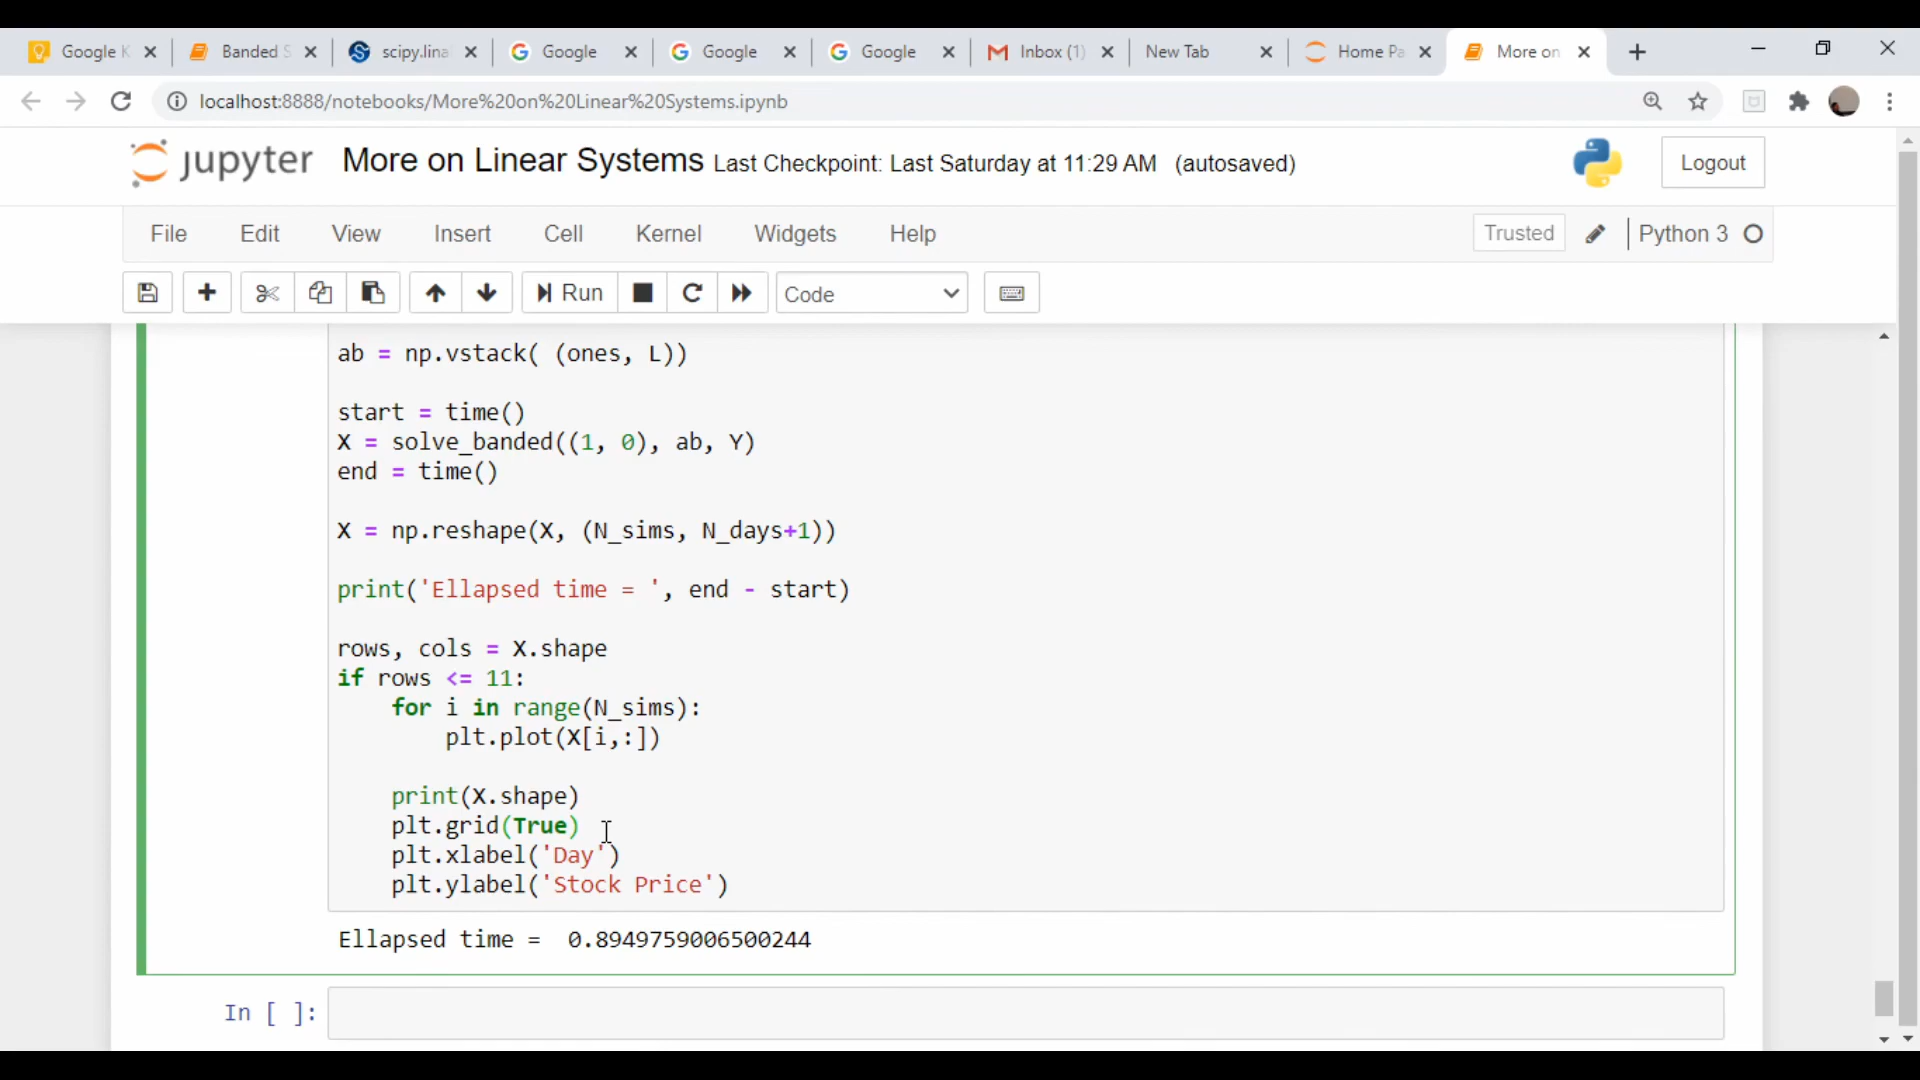 Google K
Banded S
scipy.lina
Google
Google
Google
Inbox (1)
New Tab
Home Pa
More on
localhost:8888/notebooks/More%20on%20Linear%20Systems.ipynb
jupyter More on Linear Systems Last Checkpoint: Last Saturday at 11:29 AM (autosaved)
Logout
File Edit View Insert Cell Kernel Widgets Help
Trusted
Python 3
Run
Code
ab = np.vstack( (ones, L))
start = time()
X = solve_banded((1, 0), ab, Y)
end = time()
X = np.reshape(X, (N_sims, N_days+1))
print('Ellapsed time = ', end - start)
rows, cols = X.shape
if rows <= 11:
for i in range(N_sims):
plt.plot(X[i,:])
print(X.shape)
plt.grid(True)
plt.xlabel('Day')
plt.ylabel('Stock Price')
Ellapsed time =  0.8949759006500244
In [ ]: